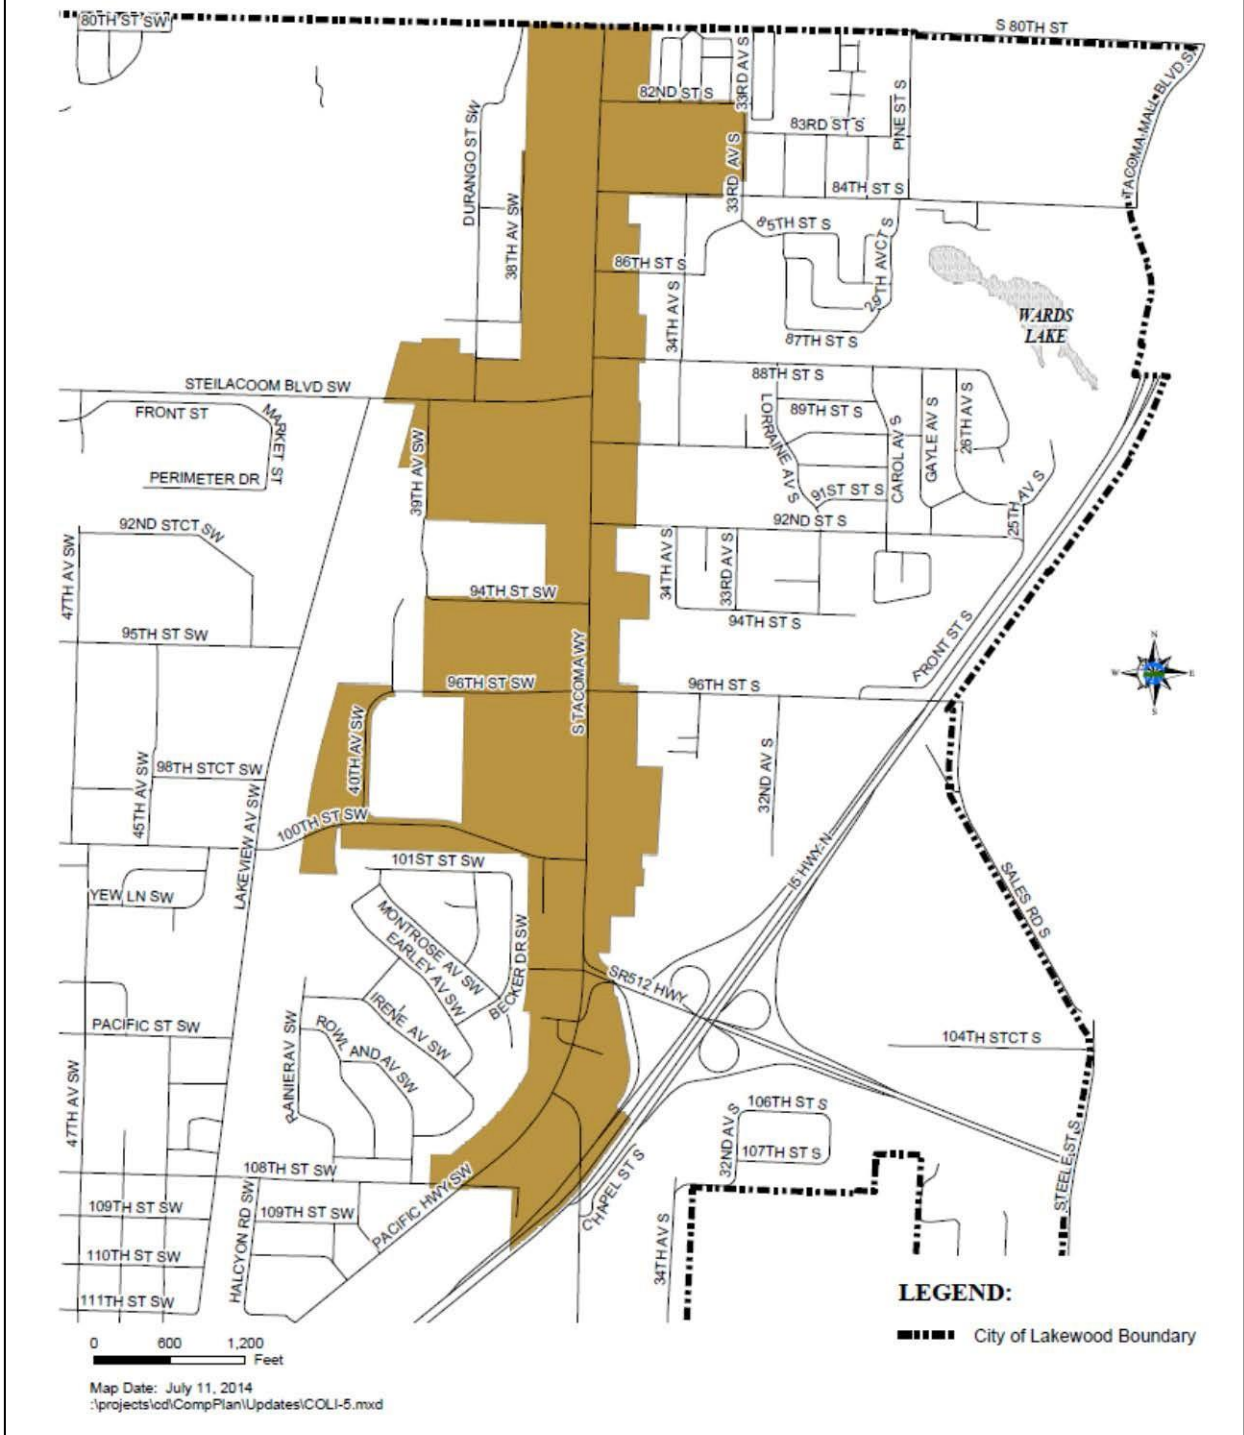 80TH ST SW
S 80TH ST
TACOMA MALL BLVD S
33RD AV S
82ND ST S
PINE ST S
83RD ST S
DURANGO ST SW
33RD AV S
84TH ST S
38TH AV SW
85TH ST S
29TH AVCT S
86TH ST S
34TH AV S
WARDS
LAKE
87TH ST S
STEILACOOM BLVD SW
88TH ST S
FRONT ST
MARKET ST
89TH ST S
LORRAINE AV S
CAROL AV S
GAYLE AV S
26TH AV S
39TH AV SW
PERIMETER DR
91ST ST S
25TH AV S
92ND STCT SW
92ND ST S
47TH AV SW
34TH AV S
33RD AV S
94TH ST SW
94TH ST S
95TH ST SW
S TACOMA WY
FRONT ST S
N
W
E
S
96TH ST SW
96TH ST S
40TH AV SW
32ND AV S
98TH STCT SW
45TH AV SW
LAKEVIEW AV SW
100TH ST SW
I5 HWY N
101ST ST SW
YEW LN SW
SALES RD S
MONTROSE AV SW
EARLEY AV SW
BECKER DR SW
SR512 HWY
IRENE AV SW
PACIFIC ST SW
RAINIER AV SW
ROWLAND AV SW
104TH STCT S
47TH AV SW
106TH ST S
32ND AV S
107TH ST S
STEELE ST S
108TH ST SW
CHAPEL ST S
109TH ST SW
HALCYON RD SW
109TH ST SW
PACIFIC HWY SW
34TH AV S
110TH ST SW
111TH ST SW
LEGEND:
City of Lakewood Boundary
0 600 1,200
Feet
Map Date: July 11, 2014
:\projects\cd\CompPlan\Updates\COLI-5.mxd